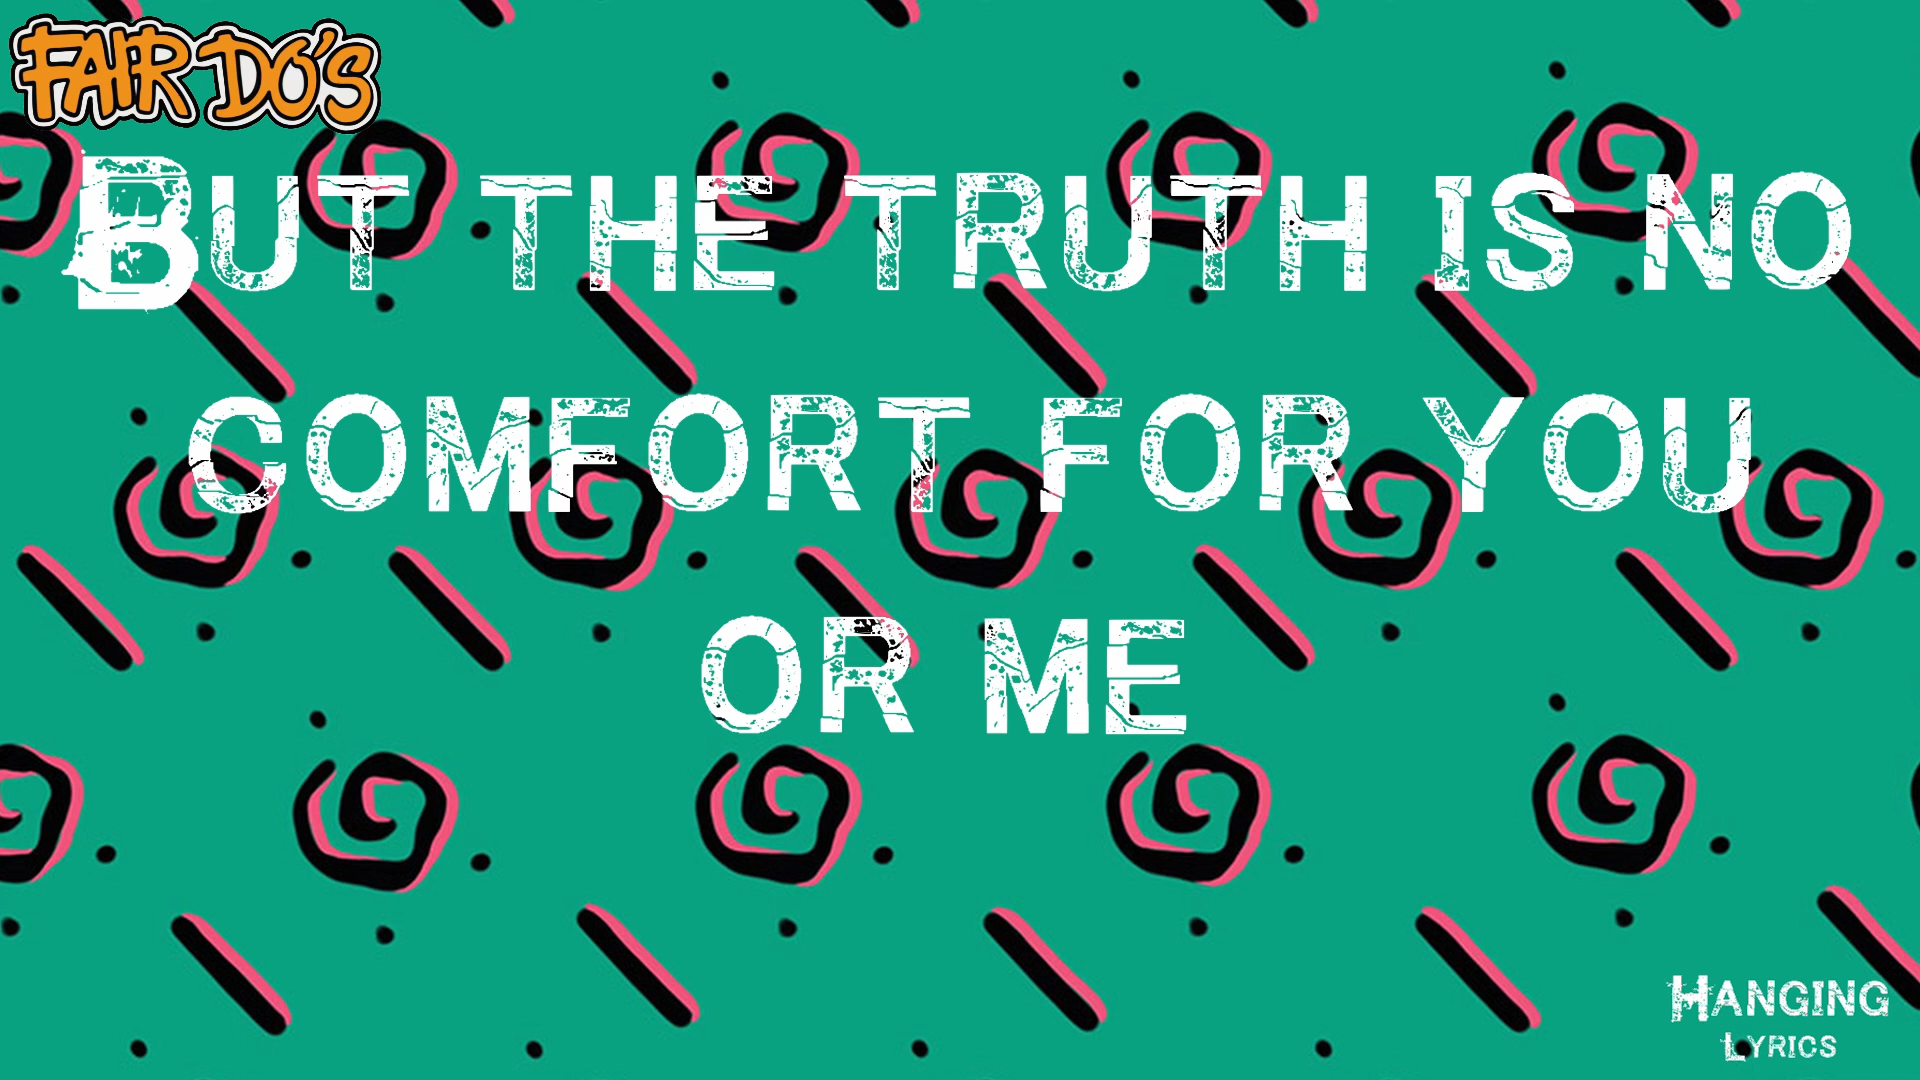 FAIR DO'S
BUT THE TRUTH IS NO
COMFORT FOR YOU
OR ME
HANGING
LYRICS